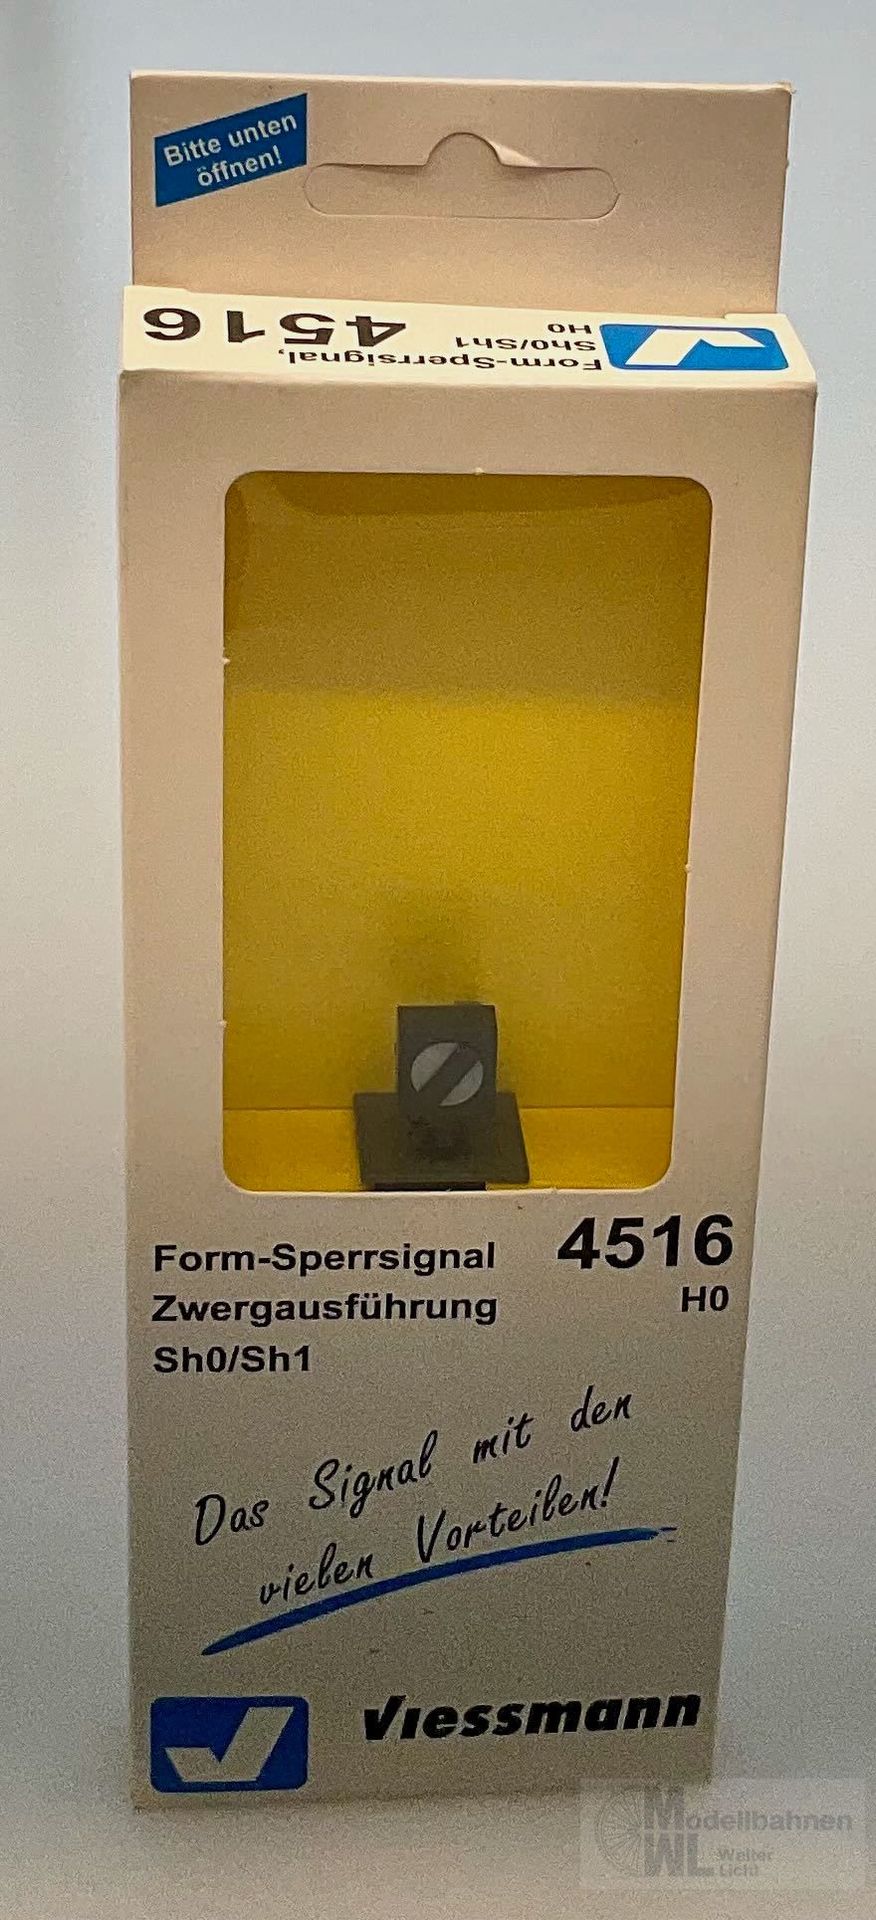 Bitte unten
öffnen!
4516
Form-Sperrsignal,
Sh0/Sh1
H0
Form-Sperrsignal
Zwergausführung
Sh0/Sh1
4516
H0
Das Signal mit den
vielen Vorteilen!
Viessmann
Modellbahnen
WL Welter
Licht